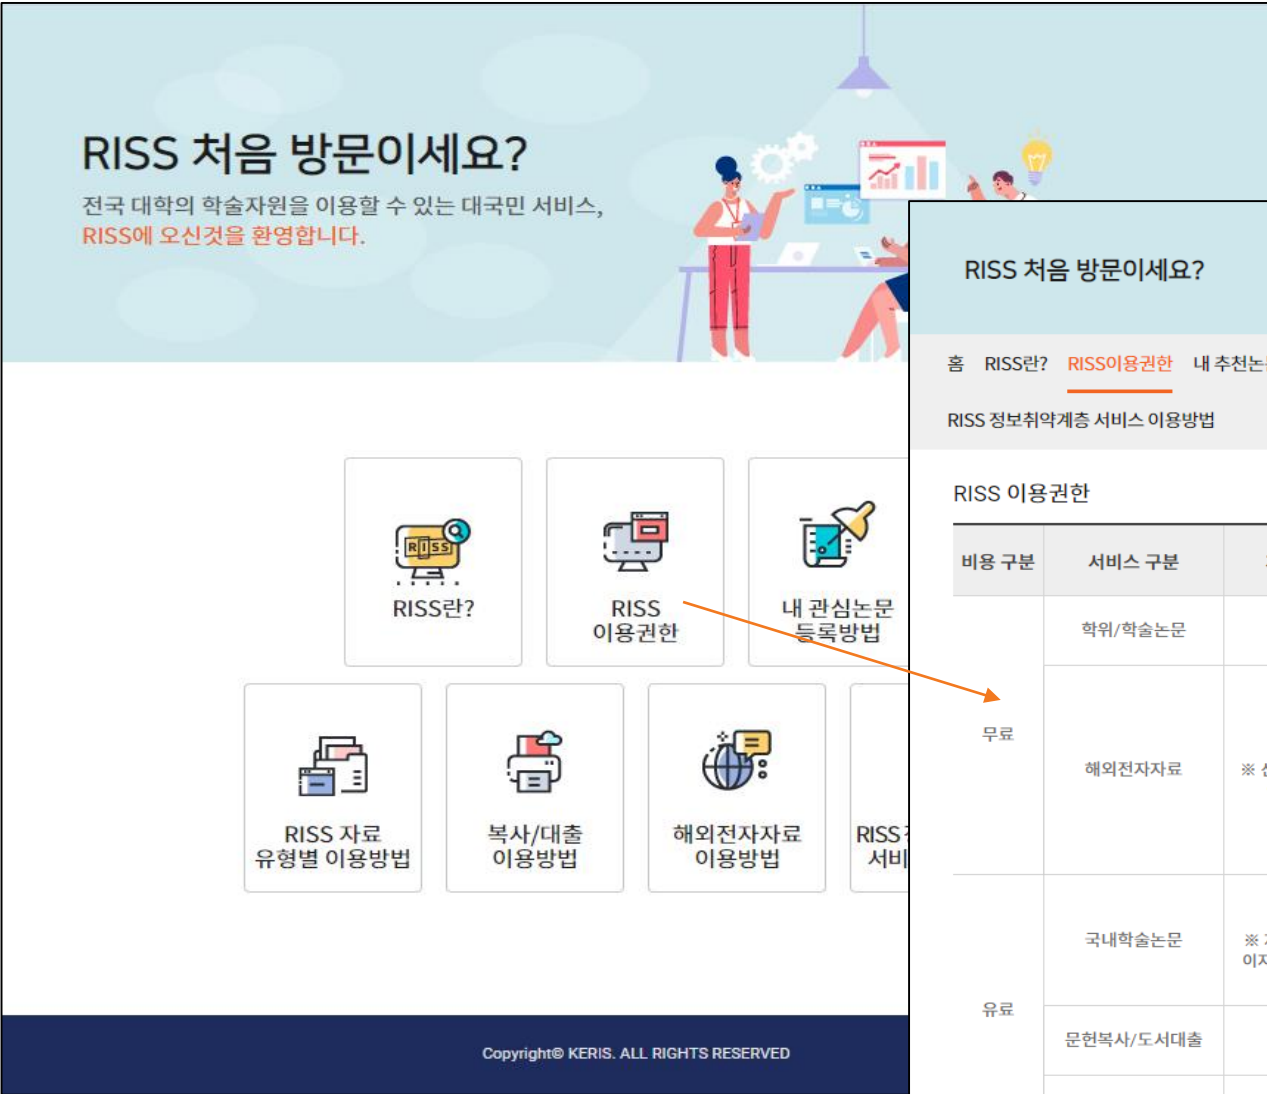 RISS 처음 방문이세요?
전국 대학의 학술자원을 이용할 수 있는 대국민 서비스,
RISS에 오신것을 환영합니다.
RISS
RISS란?
RISS
이용권한
내 관심논문
등록방법
RISS 자료
유형별 이용방법
복사/대출
이용방법
해외전자자료
이용방법
RISS
서비
Copyright© KERIS. ALL RIGHTS RESERVED
RISS 처음 방문이세요?
홈 RISS란? RISS이용권한 내 추천논
RISS 정보취약계층 서비스 이용방법
RISS 이용권한
비용 구분 서비스 구분
학위/학술논문
무료
해외전자자료 ※
국내학술논문 ※
유료
문헌복사/도서대출